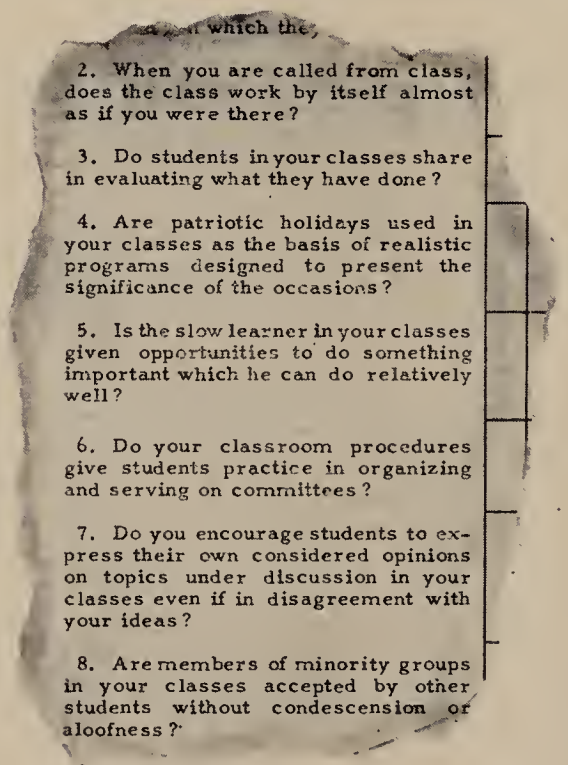 which the
2. When you are called from class,
does the class work by itself almost
as if you were there?
3. Do students in your classes share
in evaluating what they have done?
4. Are patriotic holidays used in
your classes as the basis of realistic
programs designed to present the
significance of the occasions?
5. Is the slow learner in your classes
given opportunities to do something
important which he can do relatively
well?
6. Do your classroom procedures
give students practice in organizing
and serving on committees?
7. Do you encourage students to ex-
press their own considered opinions
on topics under discussion in your
classes even if in disagreement with
your ideas?
8. Are members of minority groups
in your classes accepted by other
students without condescension or
aloofness?